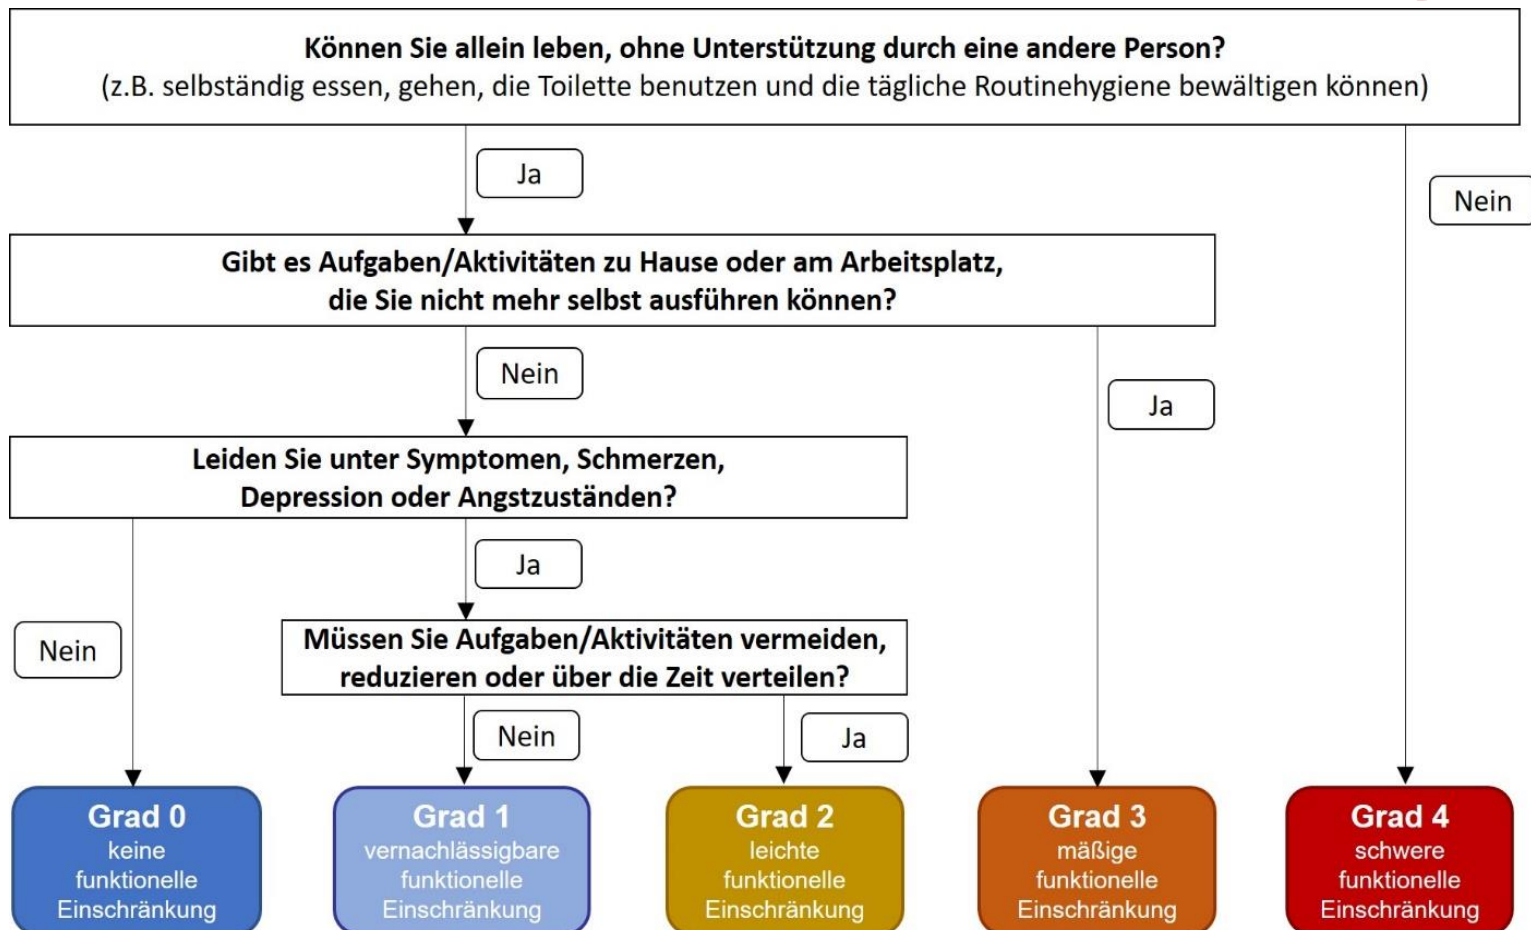 Können Sie allein leben, ohne Unterstützung durch eine andere Person?
(z.B. selbständig essen, gehen, die Toilette benutzen und die tägliche Routinehygiene bewältigen können)
Ja
Nein
Gibt es Aufgaben/Aktivitäten zu Hause oder am Arbeitsplatz,
die Sie nicht mehr selbst ausführen können?
Nein
Ja
Leiden Sie unter Symptomen, Schmerzen,
Depression oder Angstzuständen?
Ja
Nein
Müssen Sie Aufgaben/Aktivitäten vermeiden,
reduzieren oder über die Zeit verteilen?
Nein
Ja
Grad 0
keine
funktionelle
Einschränkung
Grad 1
vernachlässigbare
funktionelle
Einschränkung
Grad 2
leichte
funktionelle
Einschränkung
Grad 3
mäßige
funktionelle
Einschränkung
Grad 4
schwere
funktionelle
Einschränkung